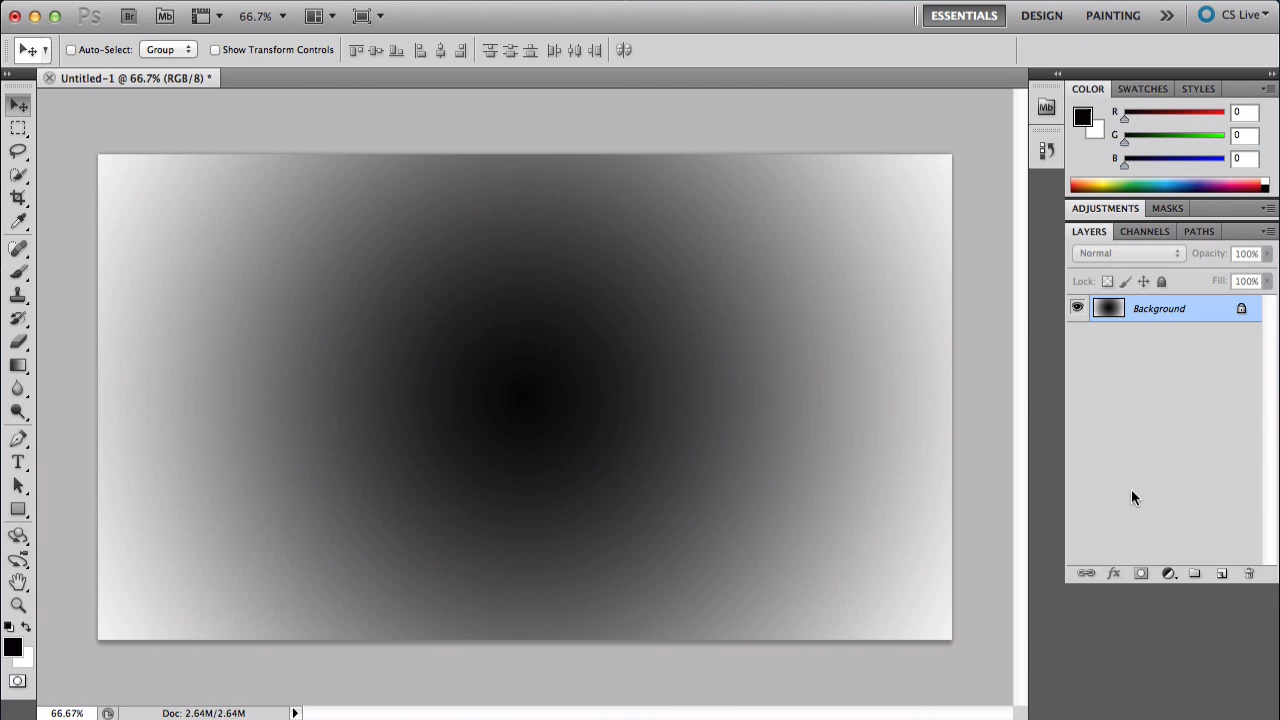 Ps Br Mb 66.7% ESSENTIALS DESIGN PAINTING CS Live
Auto-Select: Group Show Transform Controls
Untitled-1 @ 66.7% (RGB/8) *
COLOR SWATCHES STYLES
Mb
R 0
G 0
B 0
ADJUSTMENTS MASKS
LAYERS CHANNELS PATHS
Normal Opacity: 100%
Lock: Fill: 100%
Background
T
fx
66.67% Doc: 2.64M/2.64M